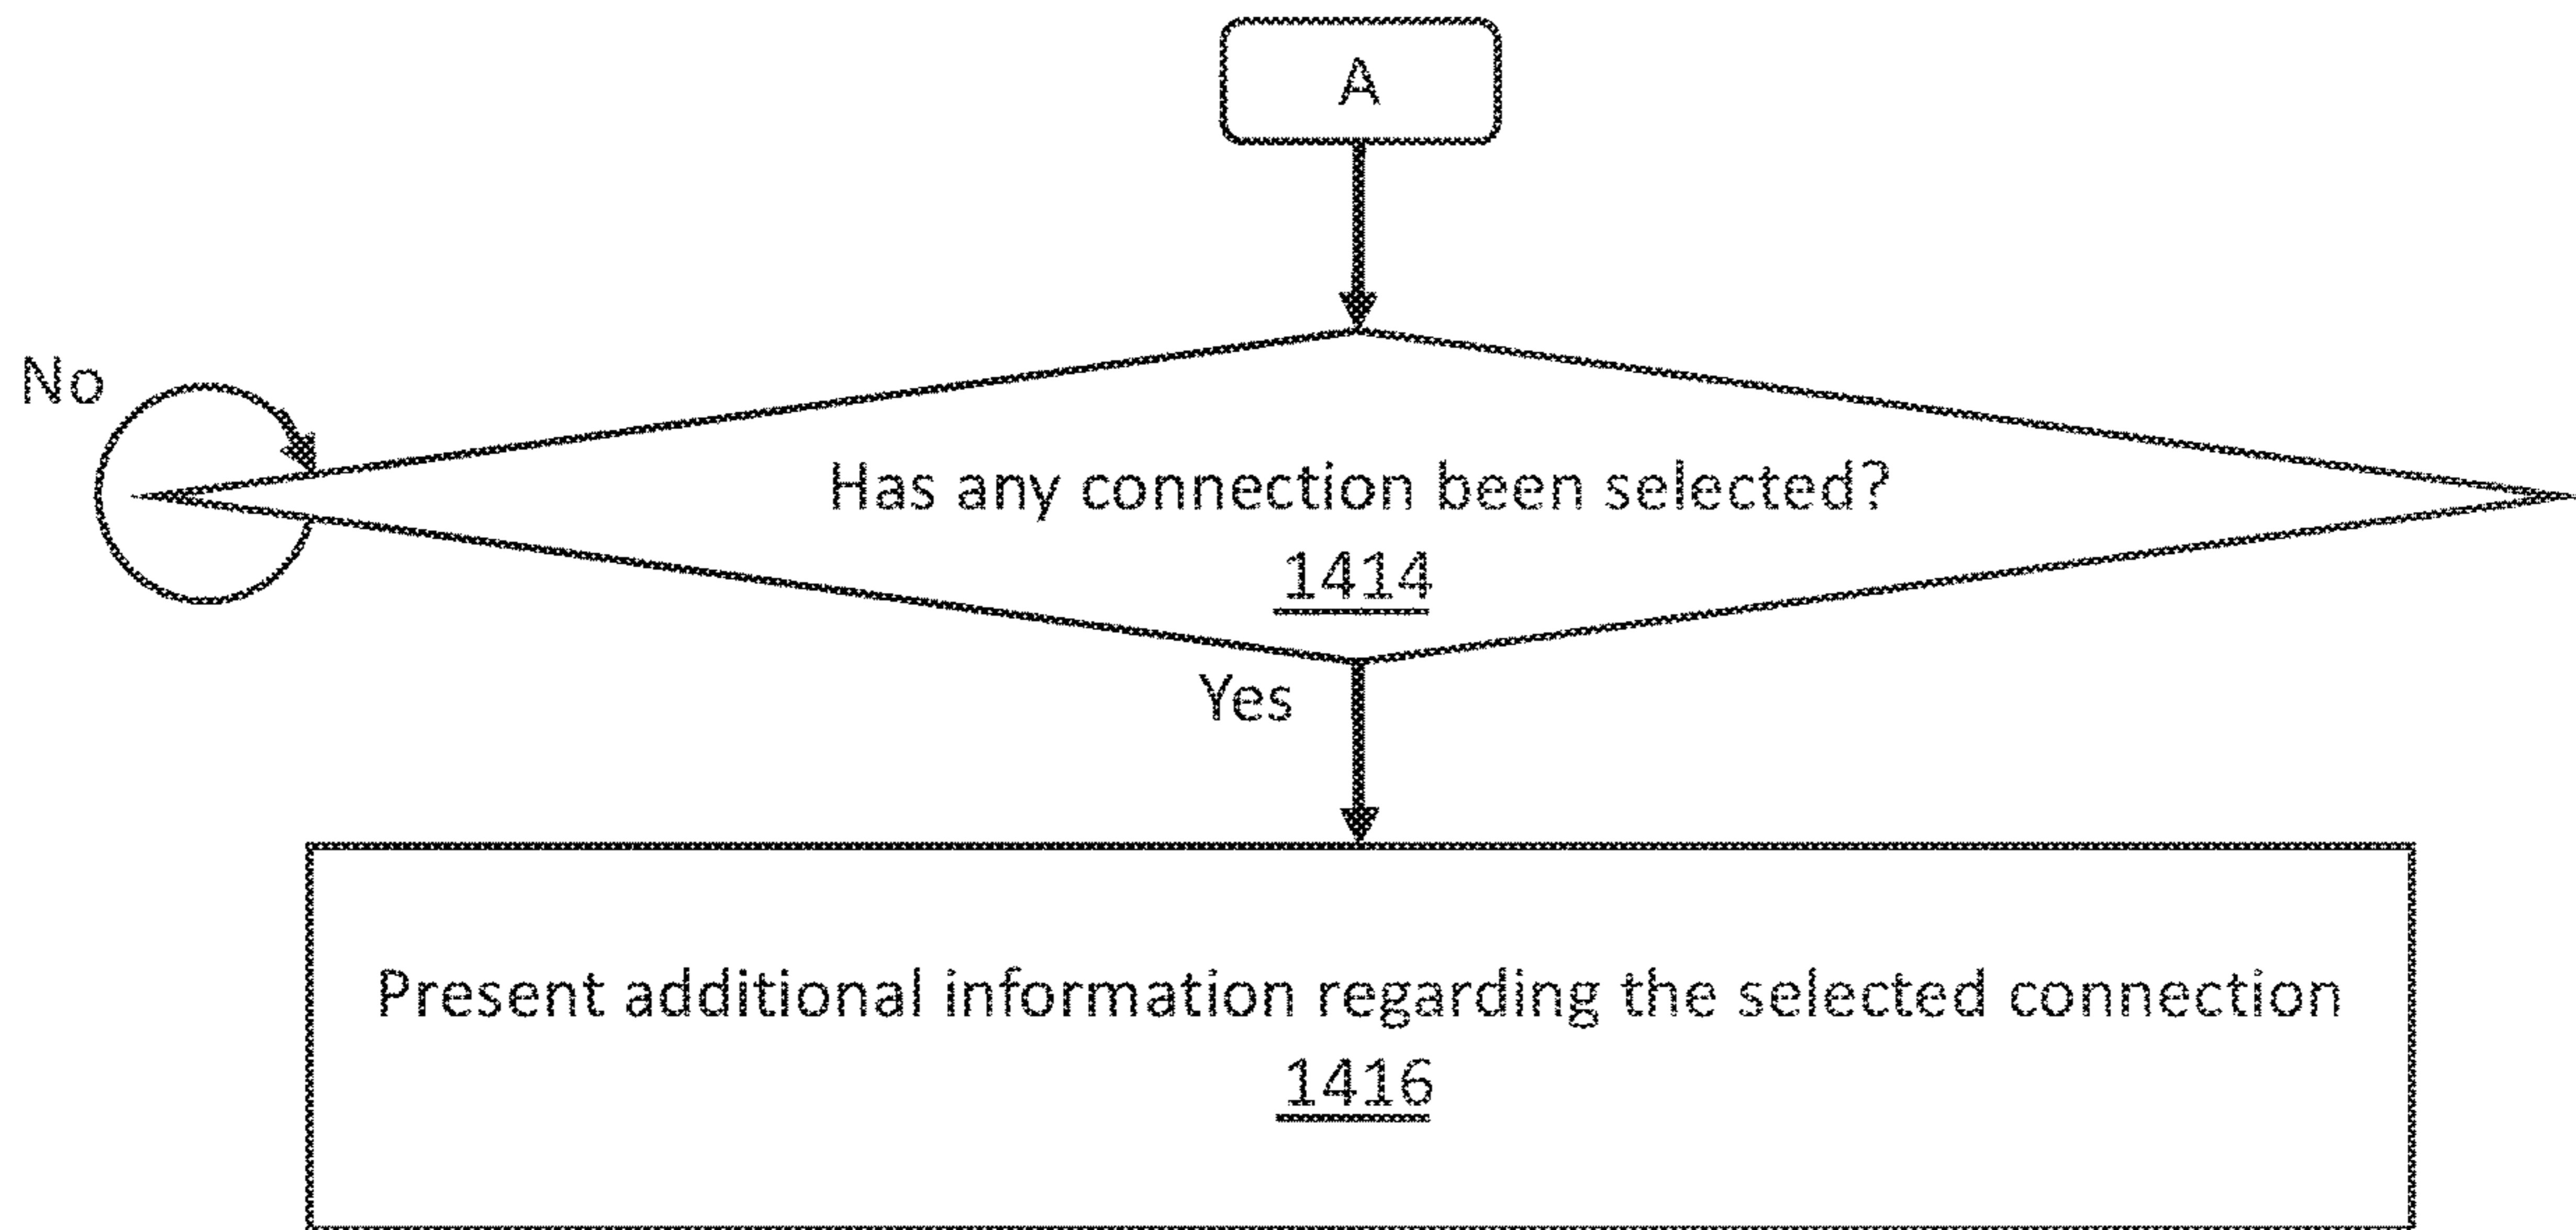 A
No
Has any connection been selected?
1414
Yes
Present additional information regarding the selected connection
1416